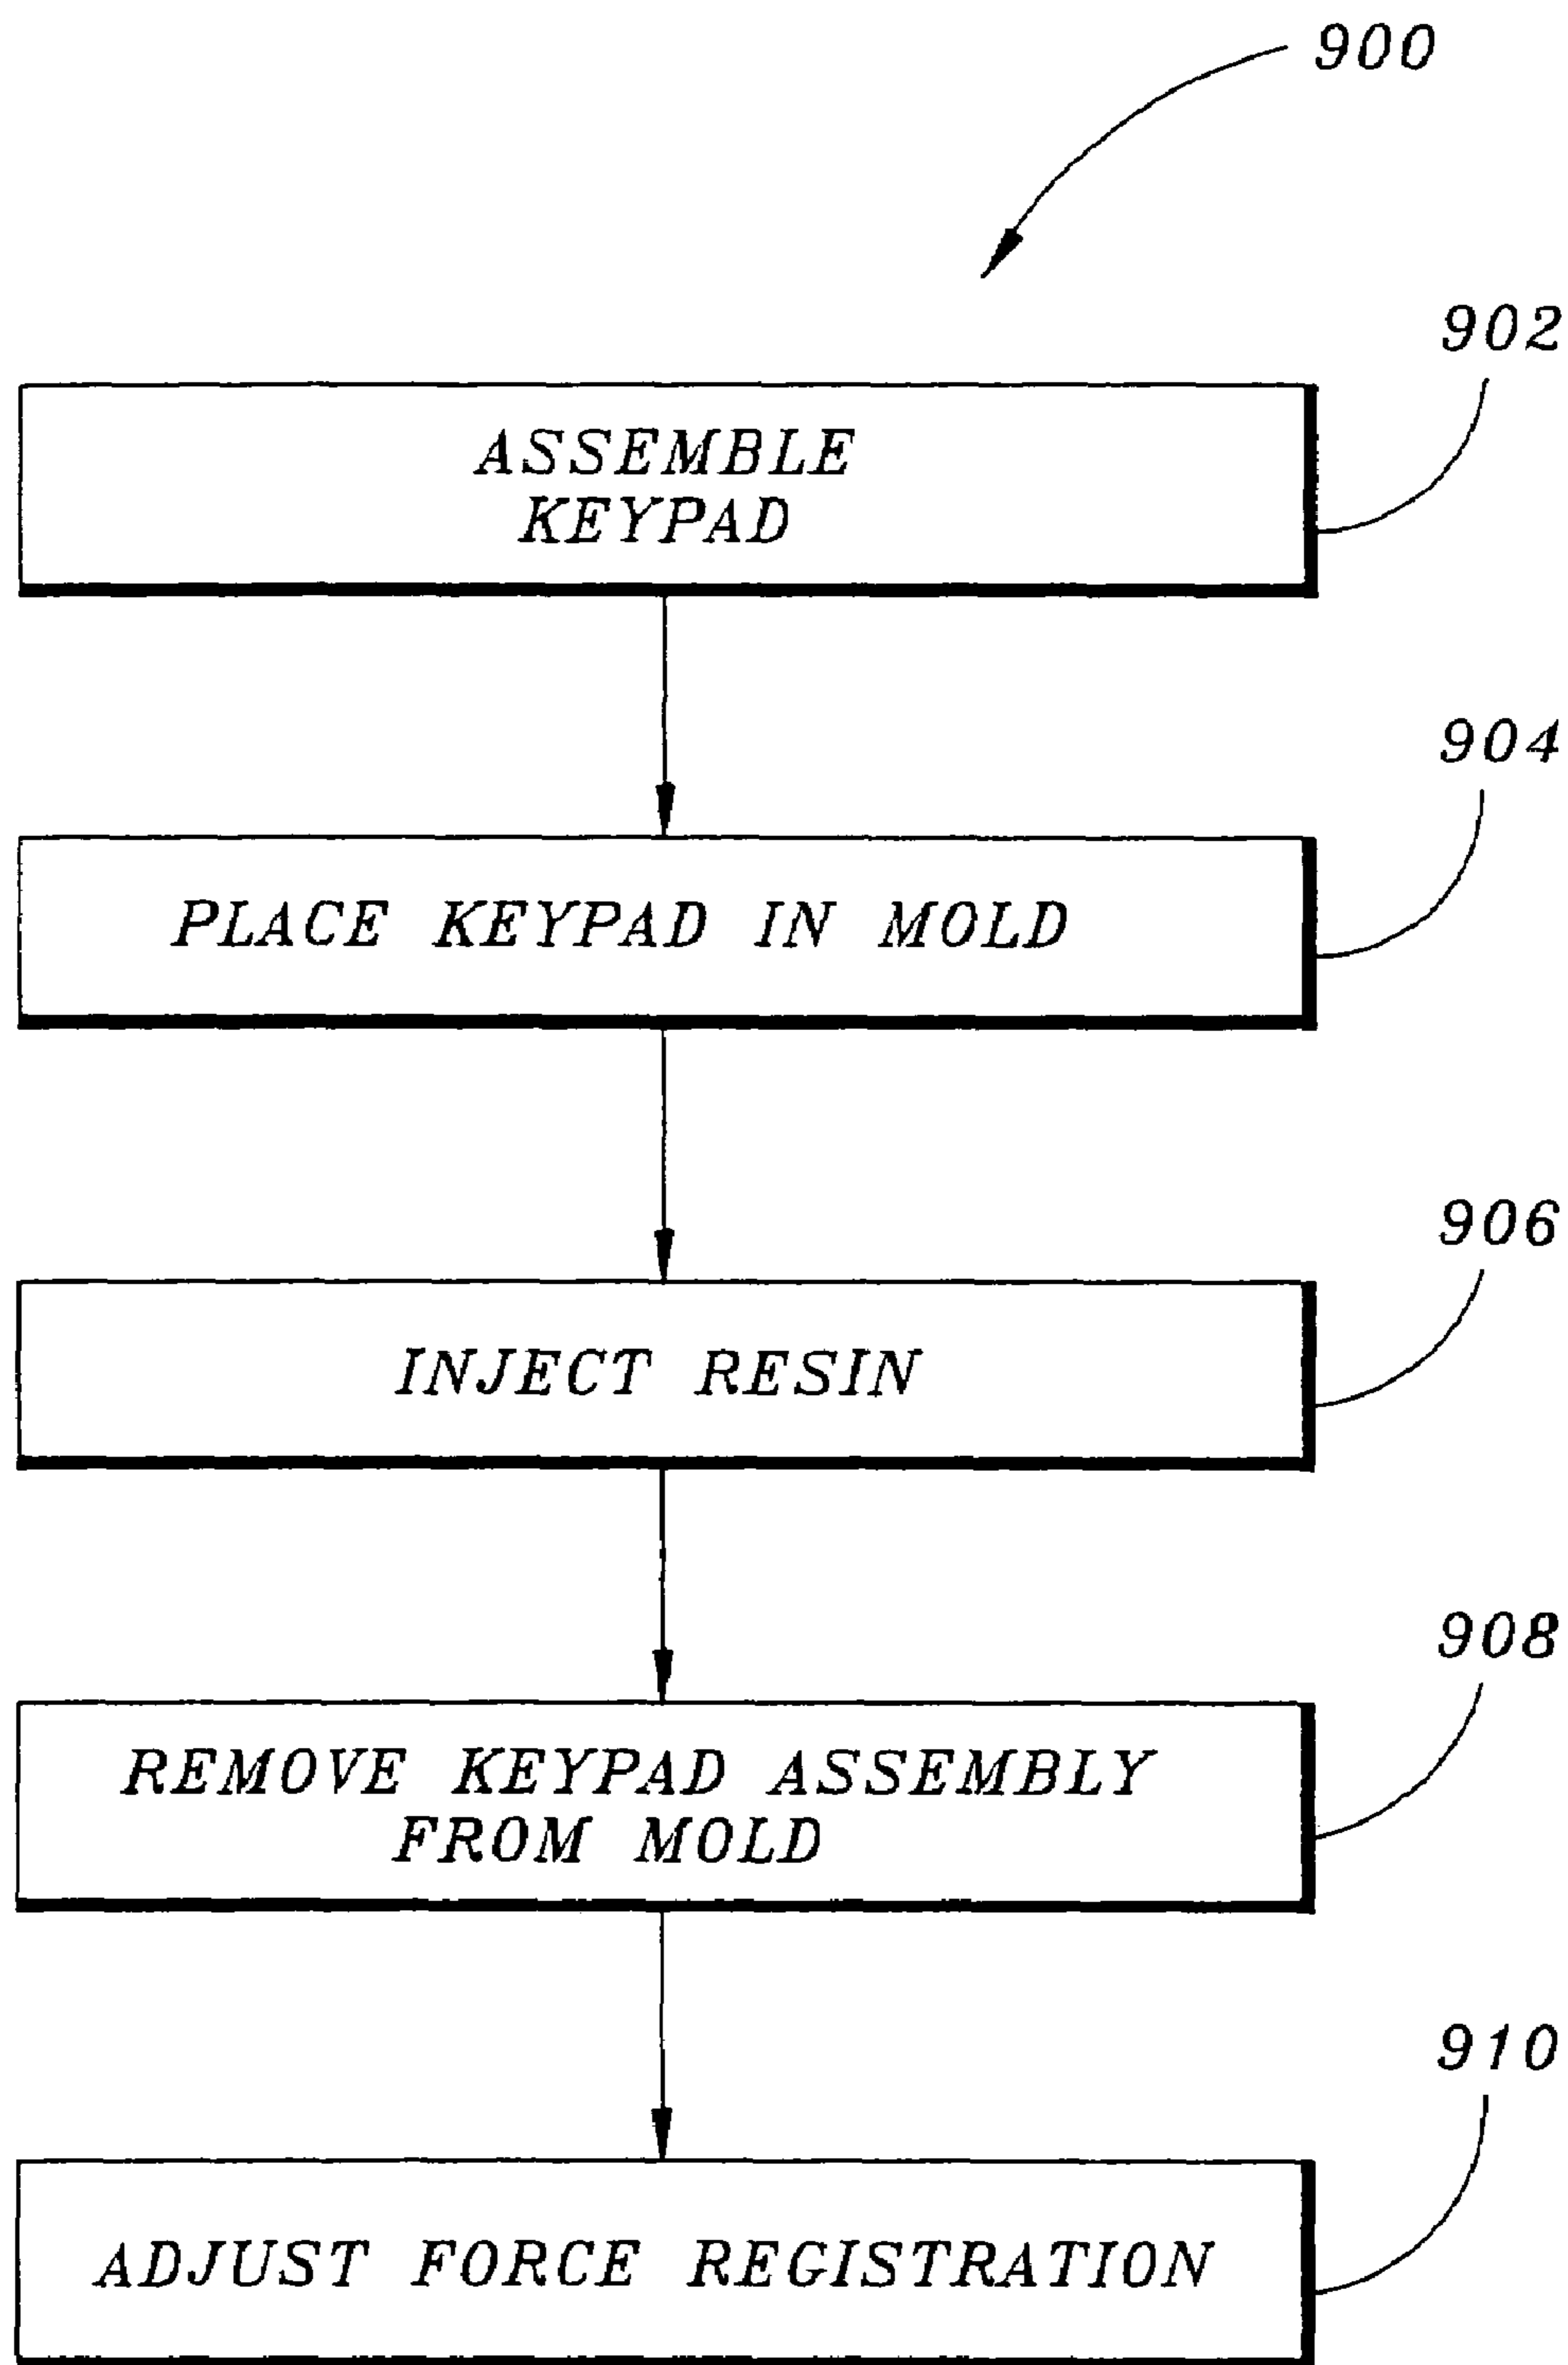 900
902
ASSEMBLE
KEYPAD
904
PLACE KEYPAD IN MOLD
906
INJECT RESIN
908
REMOVE KEYPAD ASSEMBLY
FROM MOLD
910
ADJUST FORCE REGISTRATION